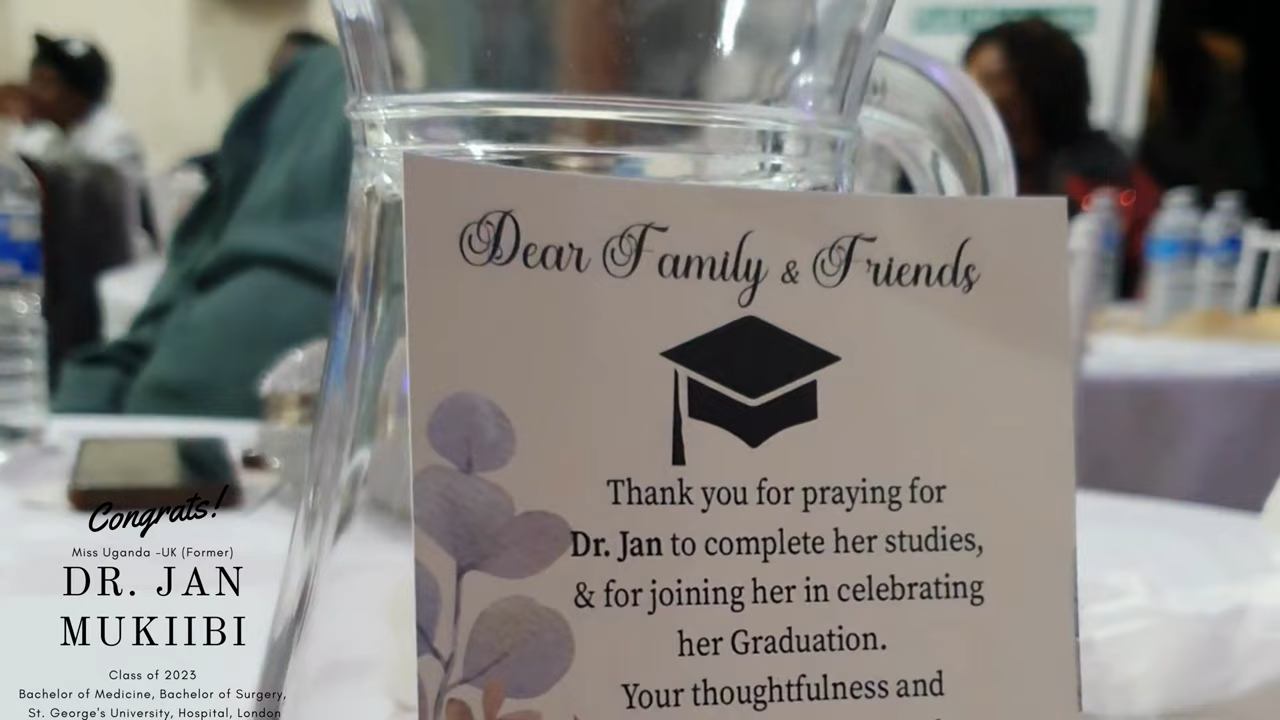 Dear Family & Friends
Thank you for praying for
Dr. Jan to complete her studies,
& for joining her in celebrating
her Graduation.
Your thoughtfulness and
Congrats!
Miss Uganda -UK (Former)
DR. JAN
MUKIIBI
Class of 2023
Bachelor of Medicine, Bachelor of Surgery,
St. George's University, Hospital, London